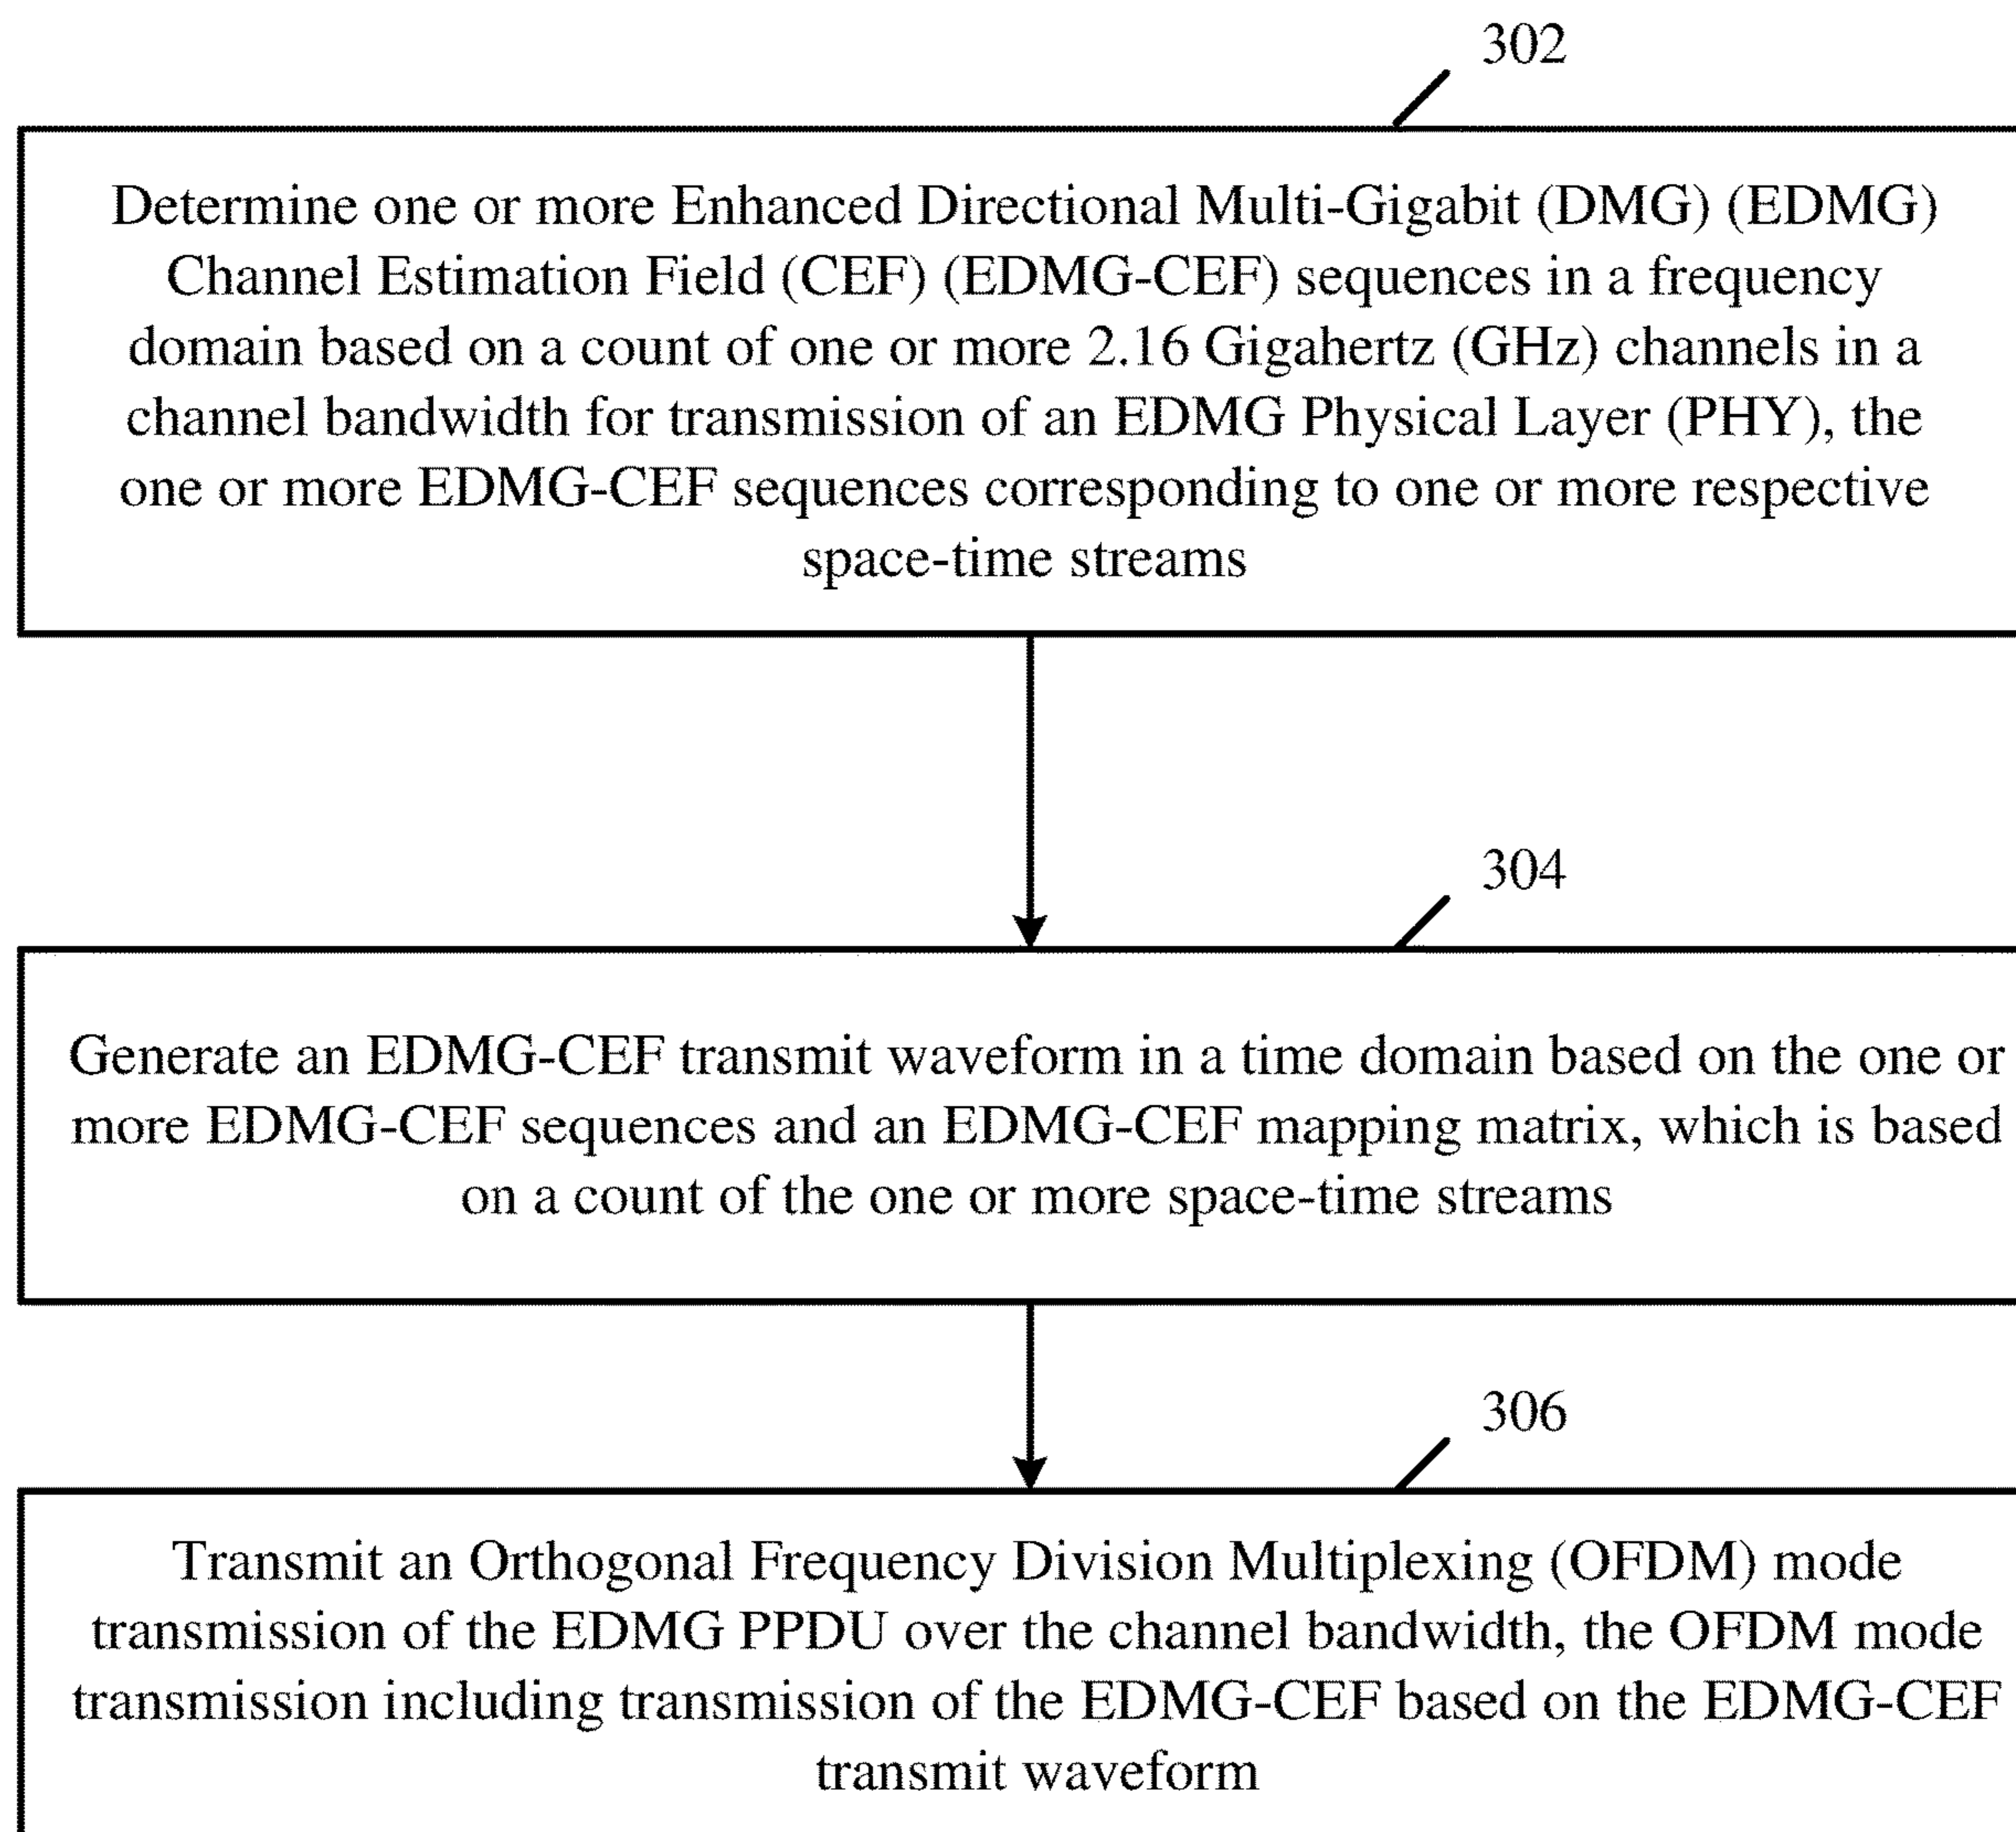 302
Determine one or more Enhanced Directional Multi-Gigabit (DMG) (EDMG)
Channel Estimation Field (CEF) (EDMG-CEF) sequences in a frequency
domain based on a count of one or more 2.16 Gigahertz (GHz) channels in a
channel bandwidth for transmission of an EDMG Physical Layer (PHY), the
one or more EDMG-CEF sequences corresponding to one or more respective
space-time streams
304
Generate an EDMG-CEF transmit waveform in a time domain based on the one or
more EDMG-CEF sequences and an EDMG-CEF mapping matrix, which is based
on a count of the one or more space-time streams
306
Transmit an Orthogonal Frequency Division Multiplexing (OFDM) mode
transmission of the EDMG PPDU over the channel bandwidth, the OFDM mode
transmission including transmission of the EDMG-CEF based on the EDMG-CEF
transmit waveform